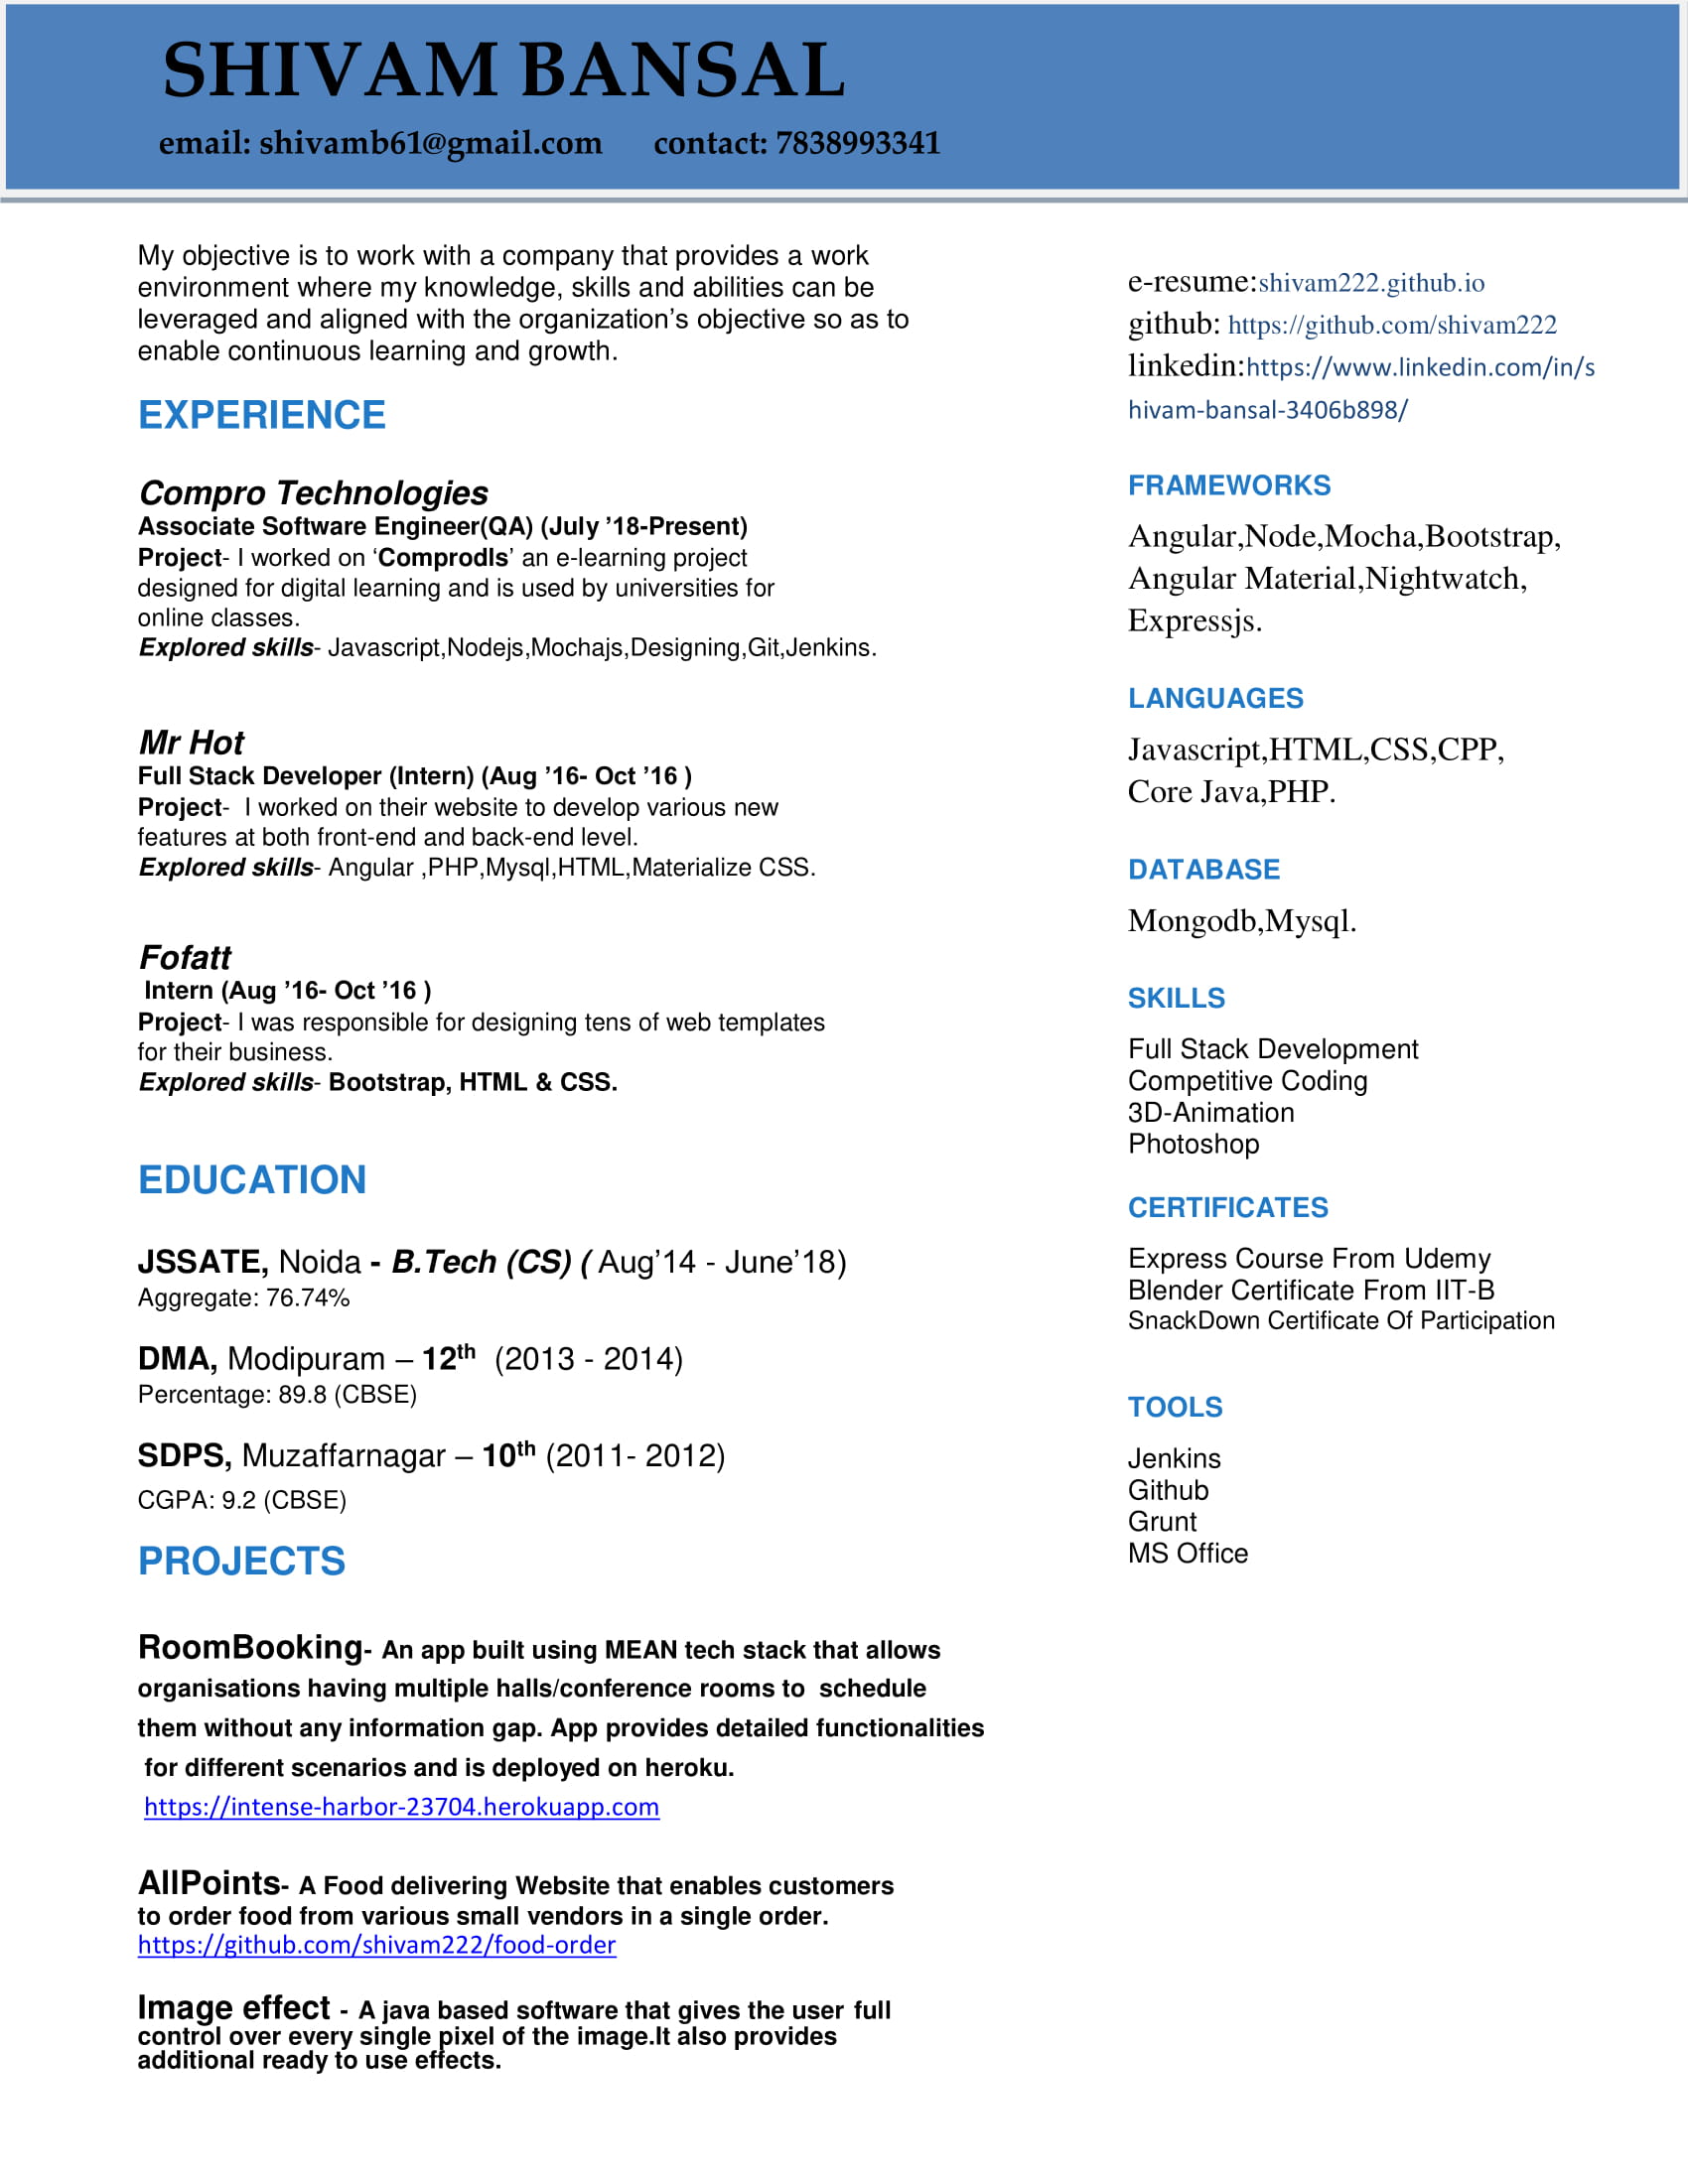 SHIVAM BANSAL
email: shivamb61@gmail.com contact: 7838993341
My objective is to work with a company that provides a work
environment where my knowledge, skills and abilities can be
leveraged and aligned with the organization’s objective so as to
enable continuous learning and growth.
EXPERIENCE
Compro Technologies
Associate Software Engineer(QA) (July ’18-Present)
Project- I worked on ‘Comprodls’ an e-learning project
designed for digital learning and is used by universities for
online classes.
Explored skills- Javascript,Nodejs,Mochajs,Designing,Git,Jenkins.
Mr Hot
Full Stack Developer (Intern) (Aug ’16- Oct ’16 )
Project- I worked on their website to develop various new
features at both front-end and back-end level.
Explored skills- Angular ,PHP,Mysql,HTML,Materialize CSS.
Fofatt
Intern (Aug ’16- Oct ’16 )
Project- I was responsible for designing tens of web templates
for their business.
Explored skills- Bootstrap, HTML & CSS.
EDUCATION
JSSATE, Noida - B.Tech (CS) ( Aug’14 - June’18)
Aggregate: 76.74%
DMA, Modipuram – 12th (2013 - 2014)
Percentage: 89.8 (CBSE)
SDPS, Muzaffarnagar – 10th (2011- 2012)
CGPA: 9.2 (CBSE)
PROJECTS
RoomBooking- An app built using MEAN tech stack that allows
organisations having multiple halls/conference rooms to schedule
them without any information gap. App provides detailed functionalities
for different scenarios and is deployed on heroku.
https://intense-harbor-23704.herokuapp.com
AllPoints- A Food delivering Website that enables customers
to order food from various small vendors in a single order.
https://github.com/shivam222/food-order
Image effect - A java based software that gives the user full
control over every single pixel of the image.It also provides
additional ready to use effects.
e-resume:shivam222.github.io
github: https://github.com/shivam222
linkedin:https://www.linkedin.com/in/s
hivam-bansal-3406b898/
FRAMEWORKS
Angular,Node,Mocha,Bootstrap,
Angular Material,Nightwatch,
Expressjs.
LANGUAGES
Javascript,HTML,CSS,CPP,
Core Java,PHP.
DATABASE
Mongodb,Mysql.
SKILLS
Full Stack Development
Competitive Coding
3D-Animation
Photoshop
CERTIFICATES
Express Course From Udemy
Blender Certificate From IIT-B
SnackDown Certificate Of Participation
TOOLS
Jenkins
Github
Grunt
MS Office